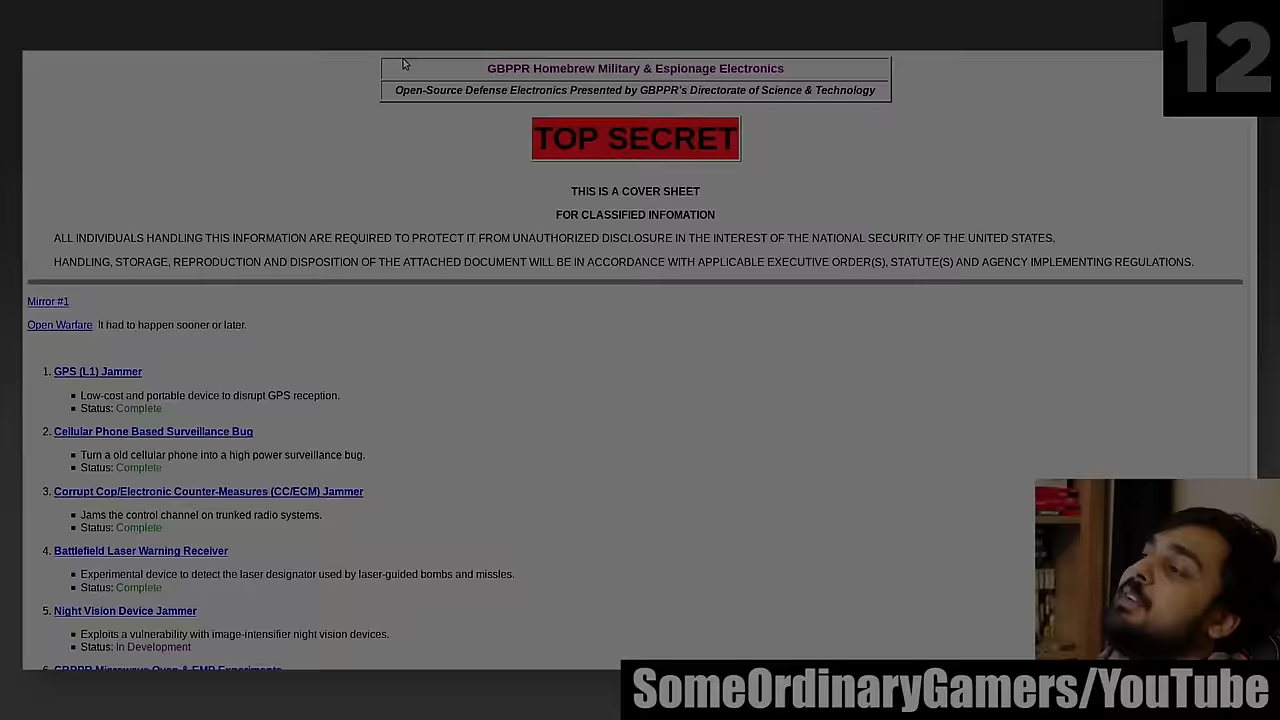 12
GBPPR Homebrew Military & Espionage Electronics
Open-Source Defense Electronics Presented by GBPPR's Directorate of Science & Technology
TOP SECRET
THIS IS A COVER SHEET
FOR CLASSIFIED INFOMATION
ALL INDIVIDUALS HANDLING THIS INFORMATION ARE REQUIRED TO PROTECT IT FROM UNAUTHORIZED DISCLOSURE IN THE INTEREST OF THE NATIONAL SECURITY OF THE UNITED STATES.
HANDLING, STORAGE, REPRODUCTION AND DISPOSITION OF THE ATTACHED DOCUMENT WILL BE IN ACCORDANCE WITH APPLICABLE EXECUTIVE ORDER(S), STATUTE(S) AND AGENCY IMPLEMENTING REGULATIONS.
Mirror #1
Open Warfare It had to happen sooner or later.
1. GPS (L1) Jammer
Low-cost and portable device to disrupt GPS reception.
Status: Complete
2. Cellular Phone Based Surveillance Bug
Turn a old cellular phone into a high power surveillance bug.
Status: Complete
3. Corrupt Cop/Electronic Counter-Measures (CC/ECM) Jammer
Jams the control channel on trunked radio systems.
Status: Complete
4. Battlefield Laser Warning Receiver
Experimental device to detect the laser designator used by laser-guided bombs and missles.
Status: Complete
5. Night Vision Device Jammer
Exploits a vulnerability with image-intensifier night vision devices.
Status: In Development
6. GBPPR Microwave Oven & EMP Experiments
SomeOrdinaryGamers/YouTube